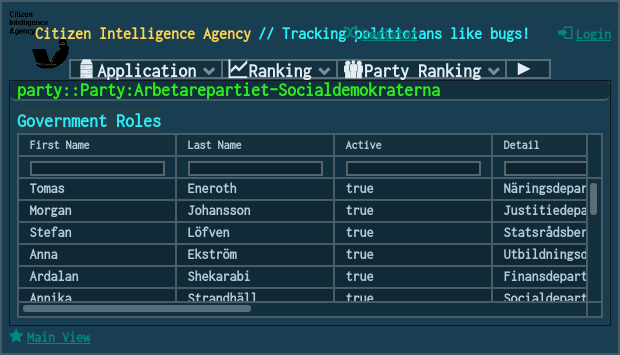 Citizen
Intelligence
Agency
Citizen Intelligence Agency // Tracking politicians like bugs!
Login
Application
Ranking
Party Ranking
party::Party:Arbetarepartiet-Socialdemokraterna
Government Roles
First Name Last Name Active Detail
Tomas Eneroth true Näringsdepar
Morgan Johansson true Justitiedepa
Stefan Löfven true Statsrådsber
Anna Ekström true Utbildningsd
Ardalan Shekarabi true Finansdepart
Annika Strandhäll true Socialdepart
Main View